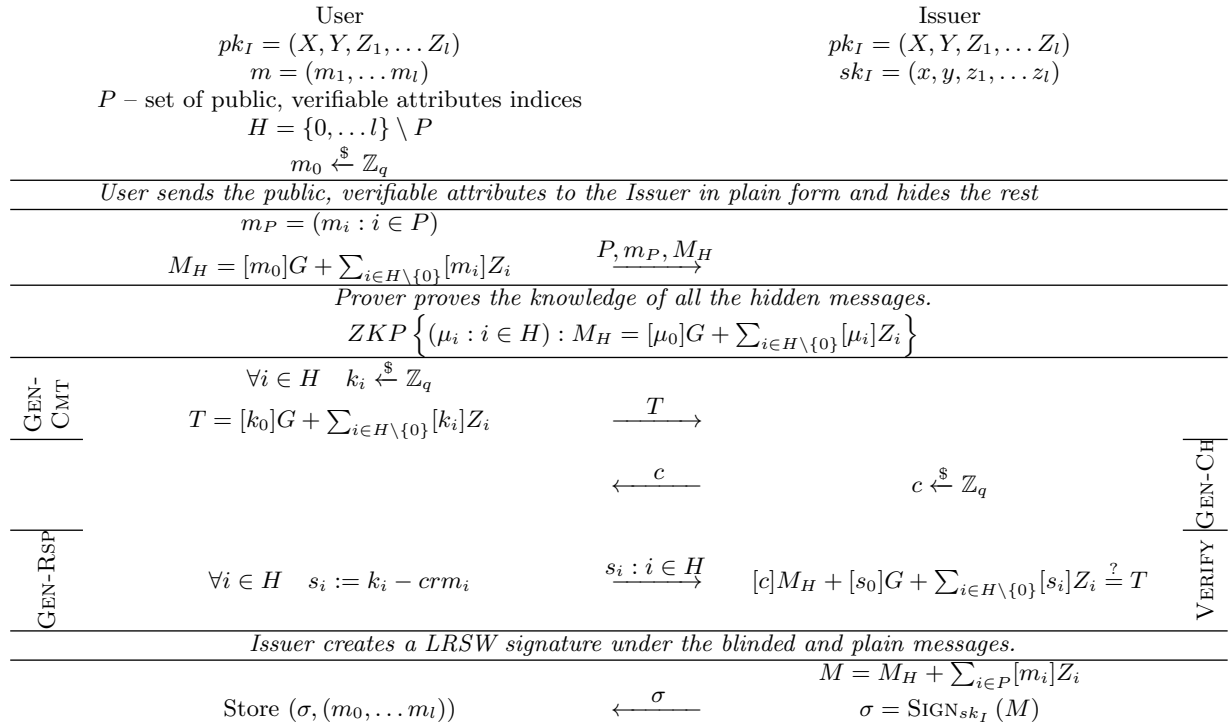 User Issuer
pk_I = (X, Y, Z_1, … Z_l) pk_I = (X, Y, Z_1, … Z_l)
m = (m_1, … m_l) sk_I = (x, y, z_1, … z_l)
P – set of public, verifiable attributes indices
H = {0, … l} \ P
m_0 ←$ ℤ_q
User sends the public, verifiable attributes to the Issuer in plain form and hides the rest
m_P = (m_i : i ∈ P)
M_H = [m_0]G + ∑_{i∈H\{0}} [m_i]Z_i P, m_P, M_H →
Prover proves the knowledge of all the hidden messages.
ZKP {(μ_i : i ∈ H) : M_H = [μ_0]G + ∑_{i∈H\{0}} [μ_i]Z_i}
GEN-CMT
∀i ∈ H k_i ←$ ℤ_q
T = [k_0]G + ∑_{i∈H\{0}} [k_i]Z_i T →
← c c ←$ ℤ_q
GEN-CH
GEN-RSP
∀i ∈ H s_i := k_i − crm_i s_i : i ∈ H → [c]M_H + [s_0]G + ∑_{i∈H\{0}} [s_i]Z_i ≟ T
VERIFY
Issuer creates a LRSW signature under the blinded and plain messages.
M = M_H + ∑_{i∈P} [m_i]Z_i
Store (σ, (m_0, … m_l)) ← σ σ = SIGN_{sk_I} (M)